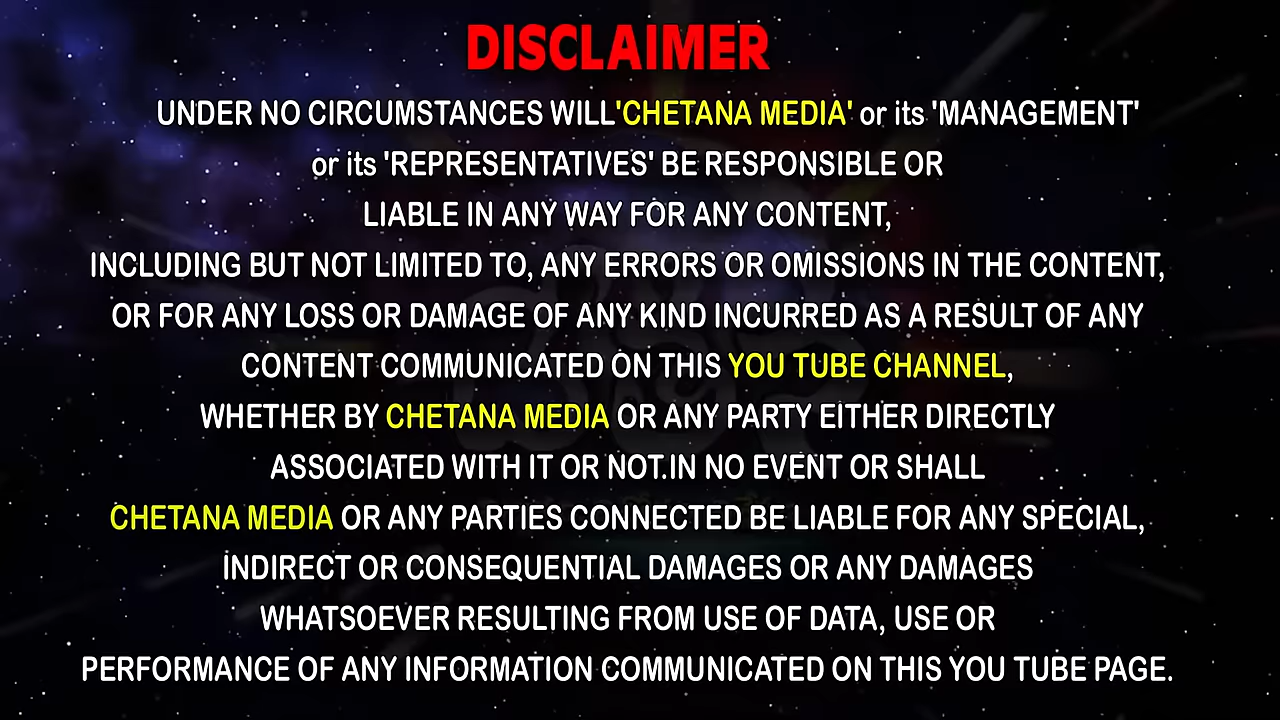 DISCLAIMER
UNDER NO CIRCUMSTANCES WILL'CHETANA MEDIA' or its 'MANAGEMENT'
or its 'REPRESENTATIVES' BE RESPONSIBLE OR
LIABLE IN ANY WAY FOR ANY CONTENT,
INCLUDING BUT NOT LIMITED TO, ANY ERRORS OR OMISSIONS IN THE CONTENT,
OR FOR ANY LOSS OR DAMAGE OF ANY KIND INCURRED AS A RESULT OF ANY
CONTENT COMMUNICATED ON THIS YOU TUBE CHANNEL,
WHETHER BY CHETANA MEDIA OR ANY PARTY EITHER DIRECTLY
ASSOCIATED WITH IT OR NOT.IN NO EVENT OR SHALL
CHETANA MEDIA OR ANY PARTIES CONNECTED BE LIABLE FOR ANY SPECIAL,
INDIRECT OR CONSEQUENTIAL DAMAGES OR ANY DAMAGES
WHATSOEVER RESULTING FROM USE OF DATA, USE OR
PERFORMANCE OF ANY INFORMATION COMMUNICATED ON THIS YOU TUBE PAGE.